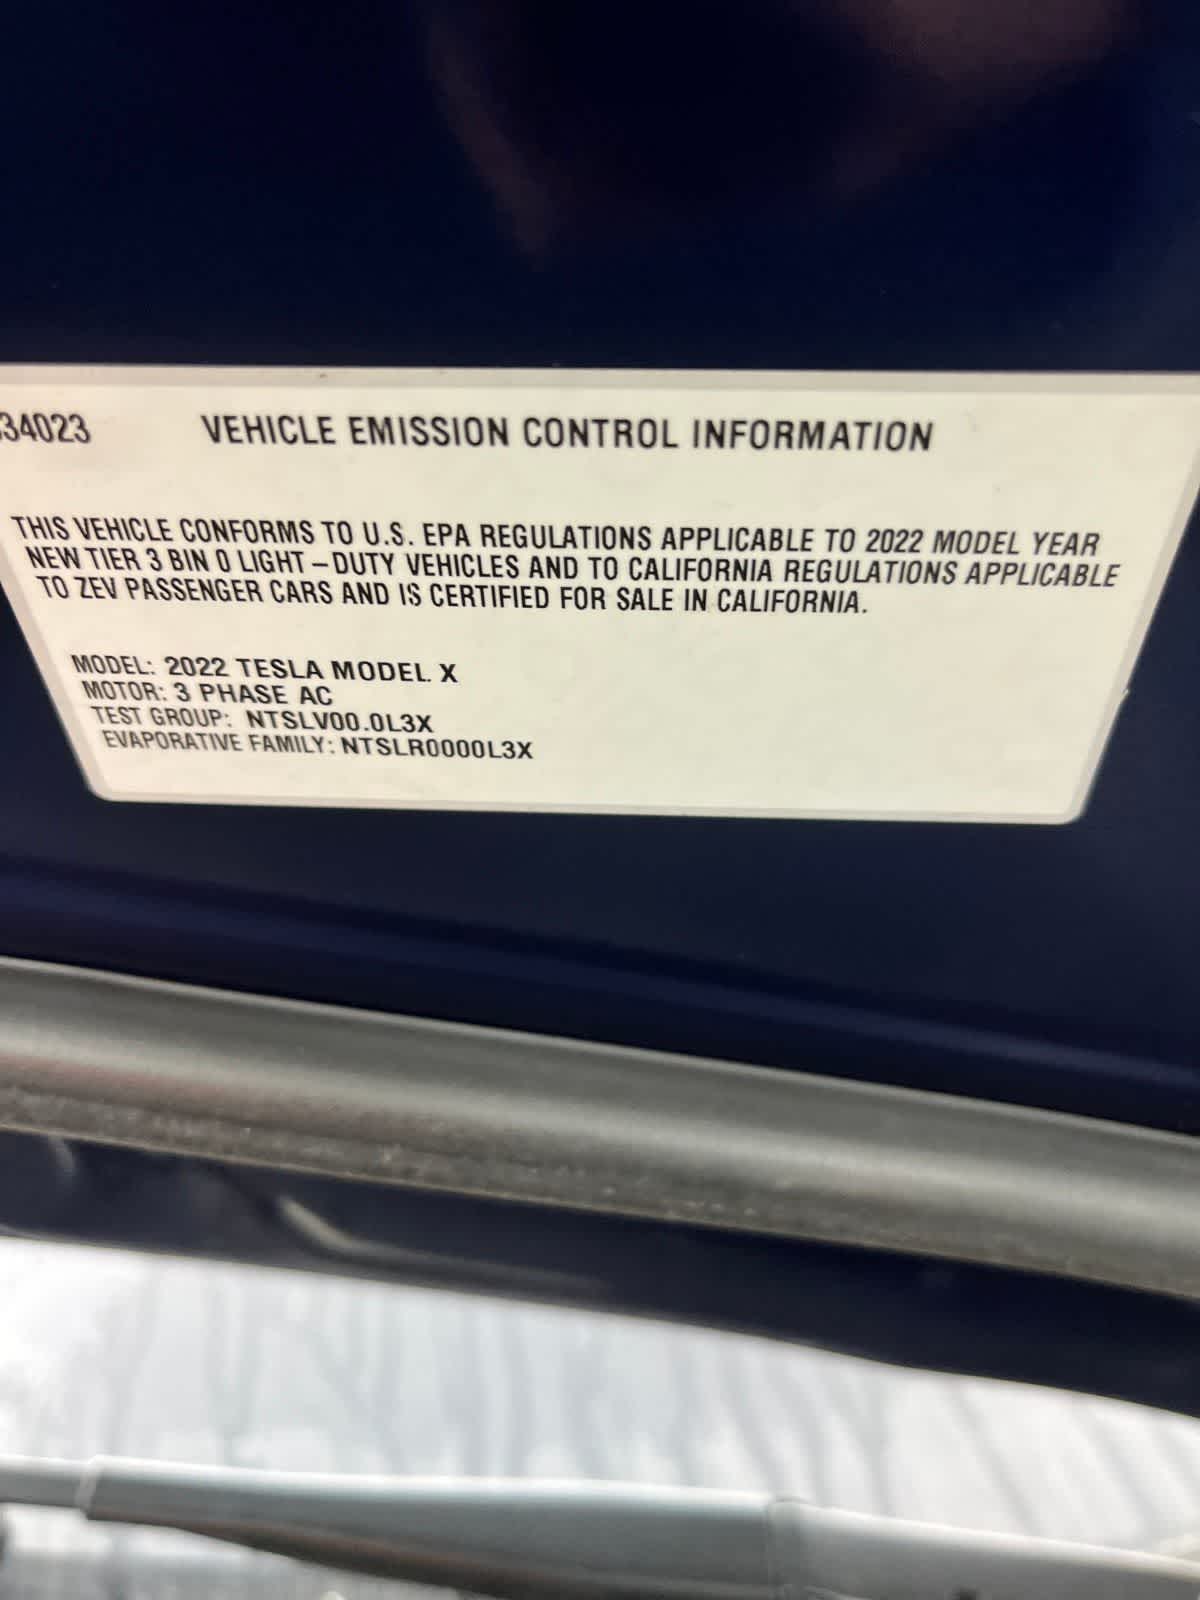 34023 VEHICLE EMISSION CONTROL INFORMATION
THIS VEHICLE CONFORMS TO U.S. EPA REGULATIONS APPLICABLE TO 2022 MODEL YEAR
NEW TIER 3 BIN 0 LIGHT-DUTY VEHICLES AND TO CALIFORNIA REGULATIONS APPLICABLE
TO ZEV PASSENGER CARS AND IS CERTIFIED FOR SALE IN CALIFORNIA.
MODEL: 2022 TESLA MODEL X
MOTOR: 3 PHASE AC
TEST GROUP: NTSLV00.0L3X
EVAPORATIVE FAMILY: NTSLR0000L3X